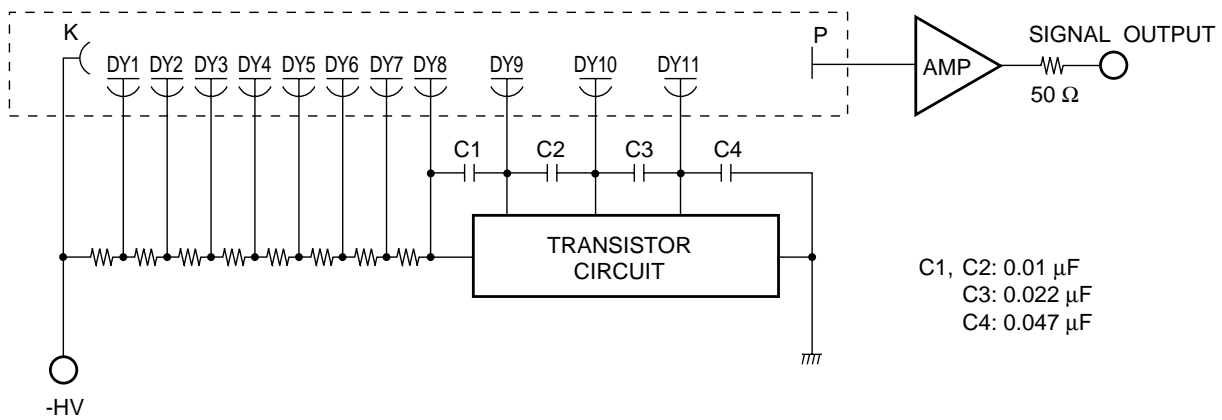 K
P
SIGNAL OUTPUT
DY1 DY2 DY3 DY4 DY5 DY6 DY7 DY8 DY9 DY10 DY11
AMP
50 Ω
C1 C2 C3 C4
TRANSISTOR
CIRCUIT
C1, C2: 0.01 µF
C3: 0.022 µF
C4: 0.047 µF
-HV